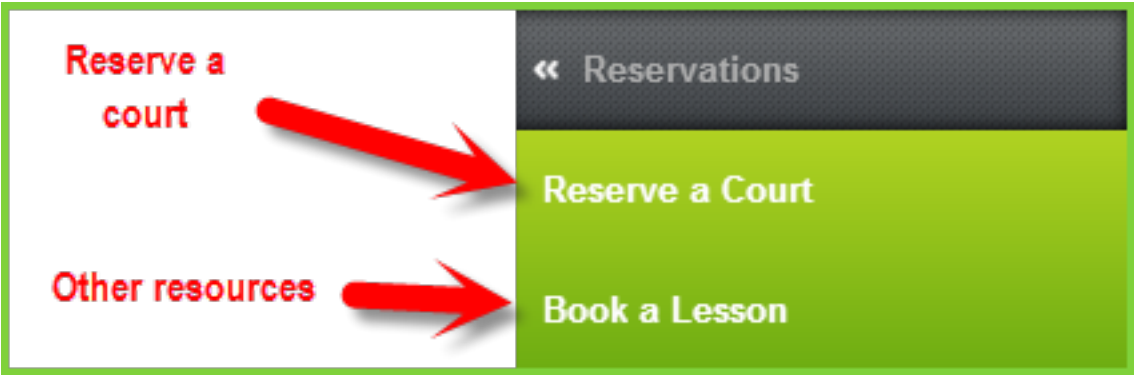 Reserve a
court
« Reservations
Reserve a Court
Other resources
Book a Lesson